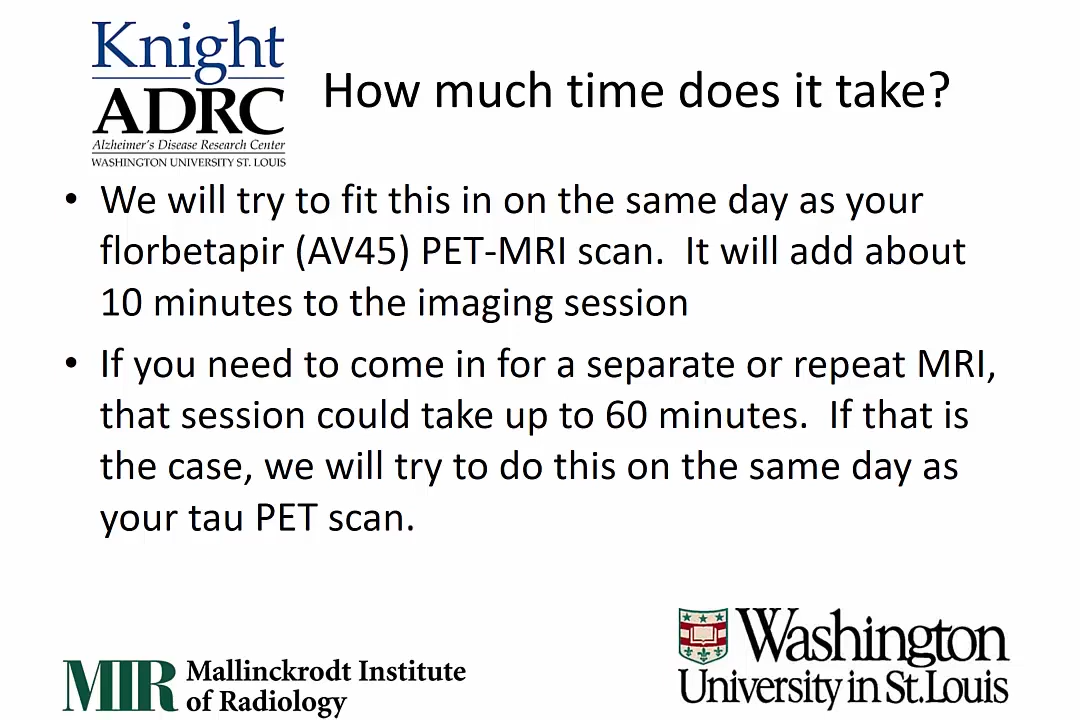 Knight
ADRC
Alzheimer's Disease Research Center
WASHINGTON UNIVERSITY ST. LOUIS
How much time does it take?
• We will try to fit this in on the same day as your
florbetapir (AV45) PET-MRI scan.  It will add about
10 minutes to the imaging session
• If you need to come in for a separate or repeat MRI,
that session could take up to 60 minutes.  If that is
the case, we will try to do this on the same day as
your tau PET scan.
MIR Mallinckrodt Institute
of Radiology
Washington
University in St. Louis